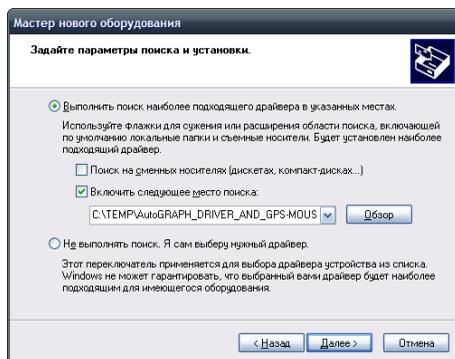 Мастер нового оборудования
Задайте параметры поиска и установки.
Выполнить поиск наиболее подходящего драйвера в указанных местах.
Используйте флажки для сужения или расширения области поиска, включающей
по умолчанию локальные папки и съемные носители. Будет установлен наиболее
подходящий драйвер.
Поиск на сменных носителях (дискетах, компакт-дисках...)
Включить следующее место поиска:
C:\TEMP\AutoGRAPH_DRIVER_AND_GPS-MOUS
Обзор
Не выполнять поиск. Я сам выберу нужный драйвер.
Этот переключатель применяется для выбора драйвера устройства из списка.
Windows не может гарантировать, что выбранный вами драйвер будет наиболее
подходящим для имеющегося оборудования.
< Назад
Далее >
Отмена